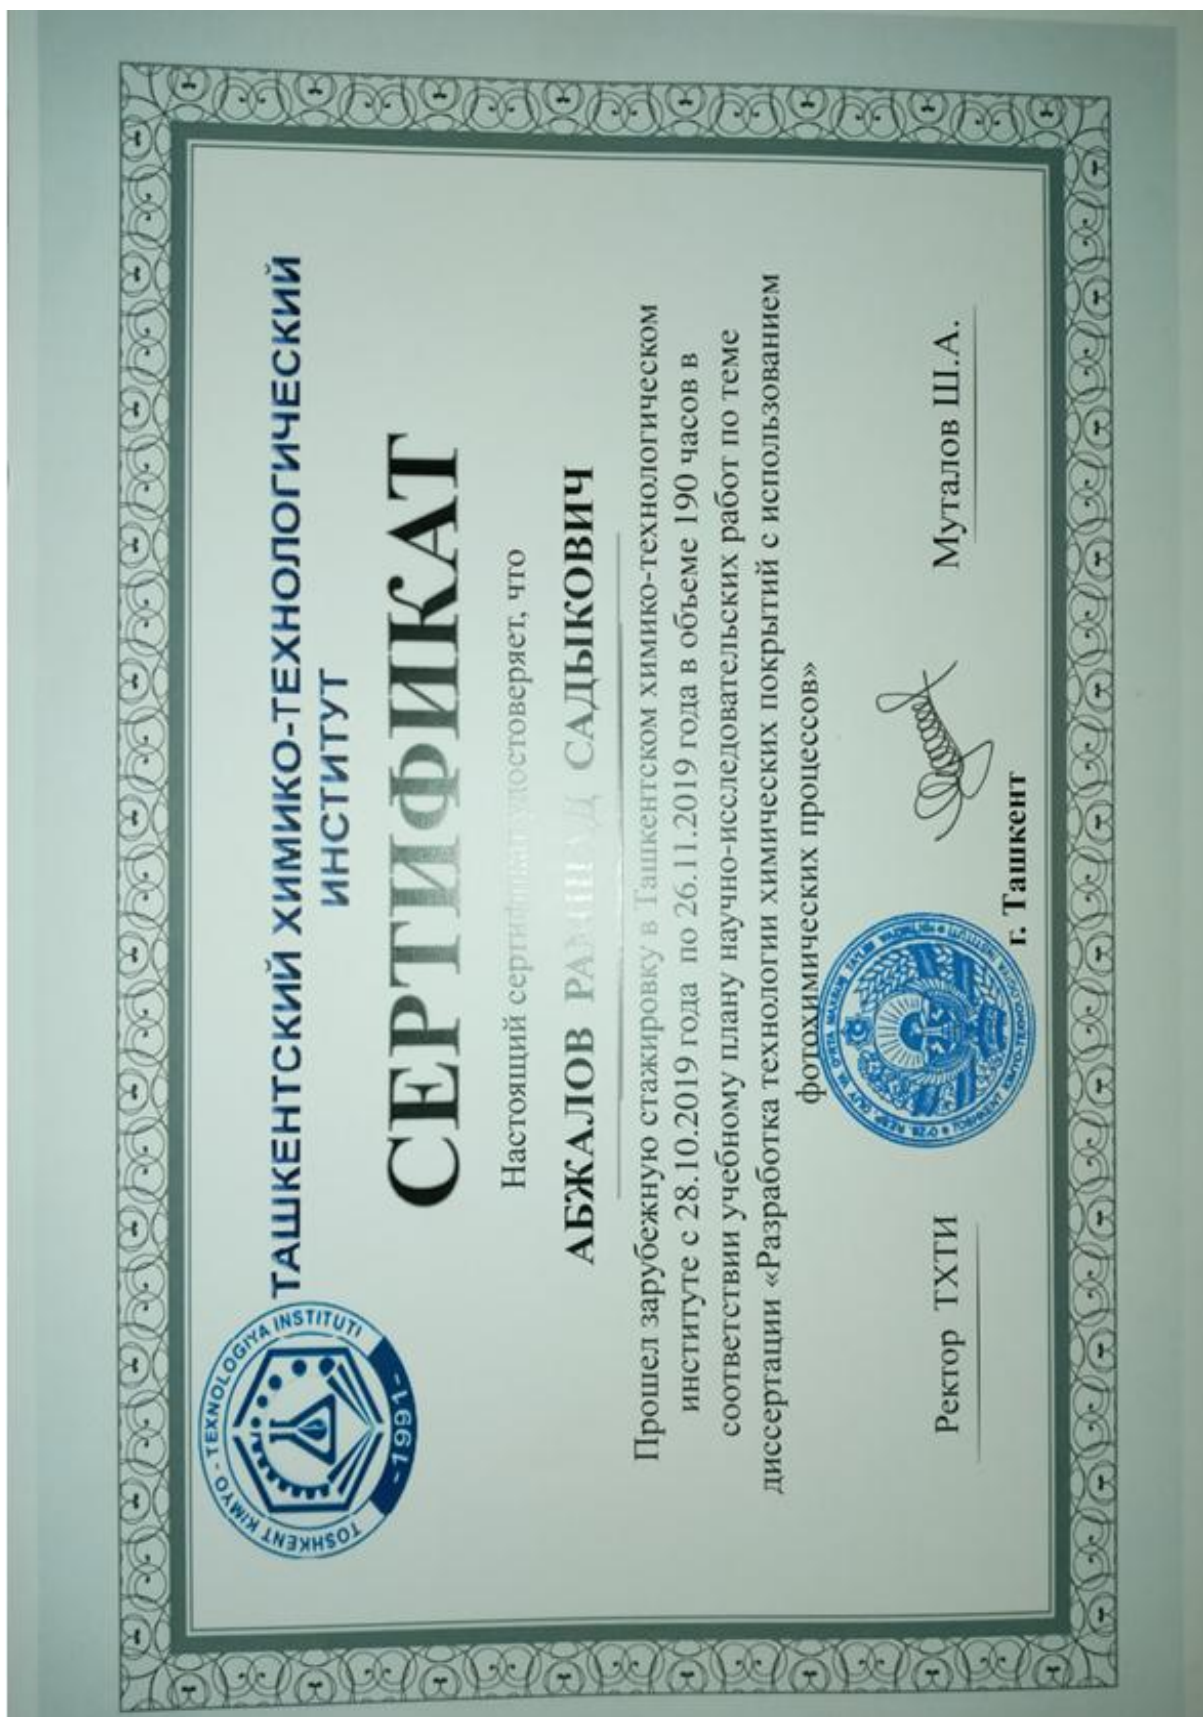 ТАШКЕНТСКИЙ ХИМИКО-ТЕХНОЛОГИЧЕСКИЙ
ИНСТИТУТ
TOSHKENT KIMYO - TEXNOLOGIYA INSTITUTI
-1991-
СЕРТИФИКАТ
Настоящий сертификат удостоверяет, что
АБЖАЛОВ САДЫКОВИЧ
Прошел зарубежную стажировку в Ташкентском химико-технологическом
институте с 28.10.2019 года по 26.11.2019 года в объеме 190 часов в
соответствии учебному плану научно-исследовательских работ по теме
диссертации «Разработка технологии химических покрытий с использованием
фотохимических процессов»
Ректор ТХТИ
Муталов Ш.А.
г. Ташкент